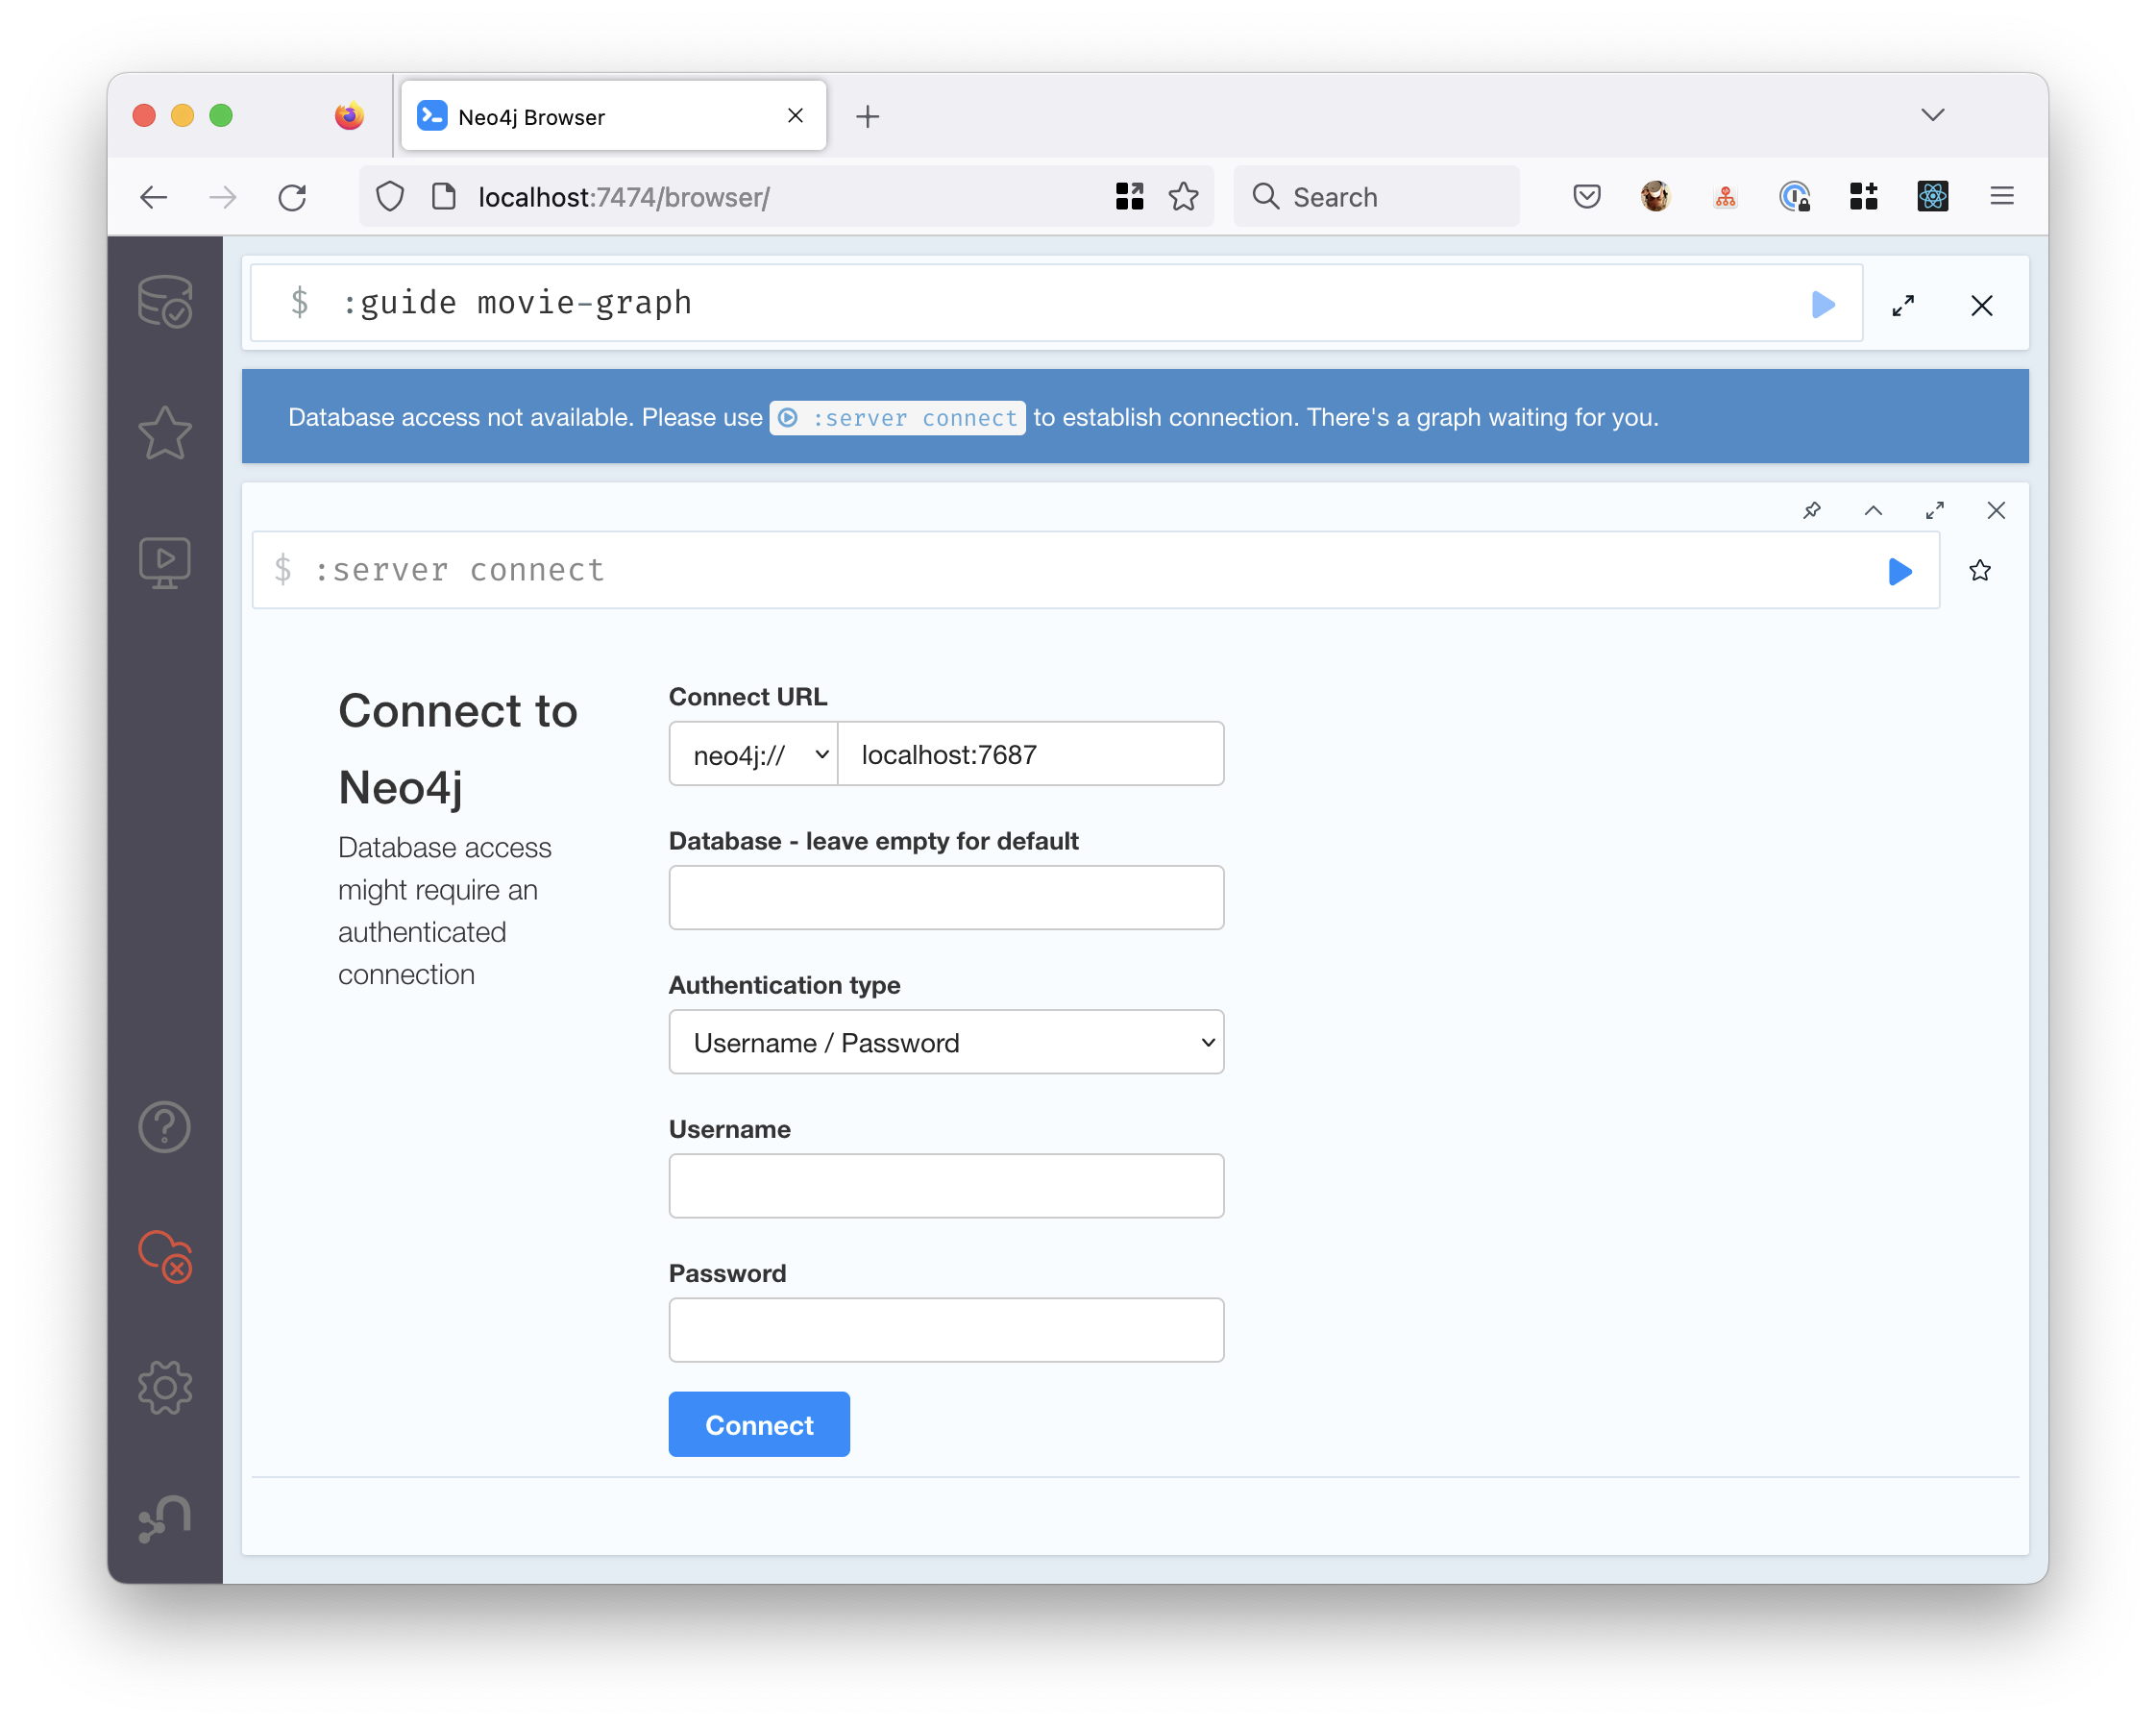 Neo4j Browser
localhost:7474/browser/
Search
$ :guide movie-graph
Database access not available. Please use :server connect to establish connection. There's a graph waiting for you.
$ :server connect
Connect to
Neo4j
Database access
might require an
authenticated
connection
Connect URL
neo4j:// localhost:7687
Database - leave empty for default
Authentication type
Username / Password
Username
Password
Connect